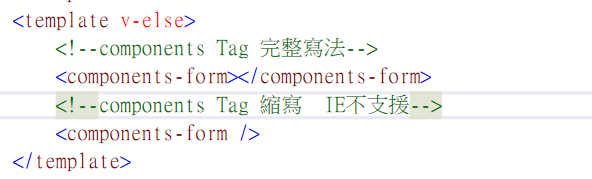 <template v-else>
<!--components Tag 完整寫法-->
<components-form></components-form>
<!--components Tag 縮寫  IE不支援-->
<components-form />
</template>